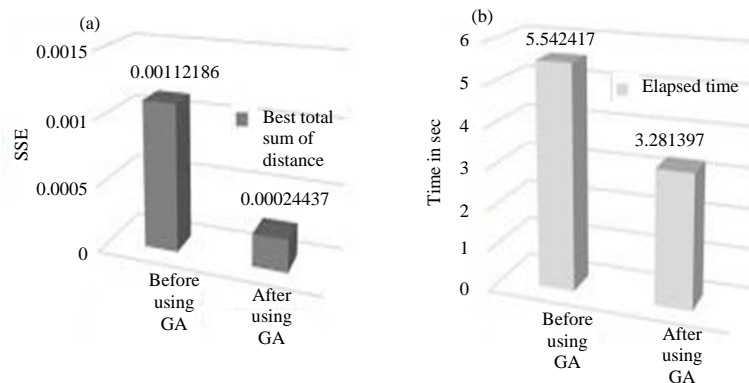 (a)
0.0015
0.001
0.0005
0
SSE
0.00112186
0.00024437
Best total
sum of
distance
Before
using
GA
After
using
GA
(b)
6
5
4
3
2
1
0
Time in sec
5.542417
3.281397
Elapsed time
Before
using
GA
After
using
GA